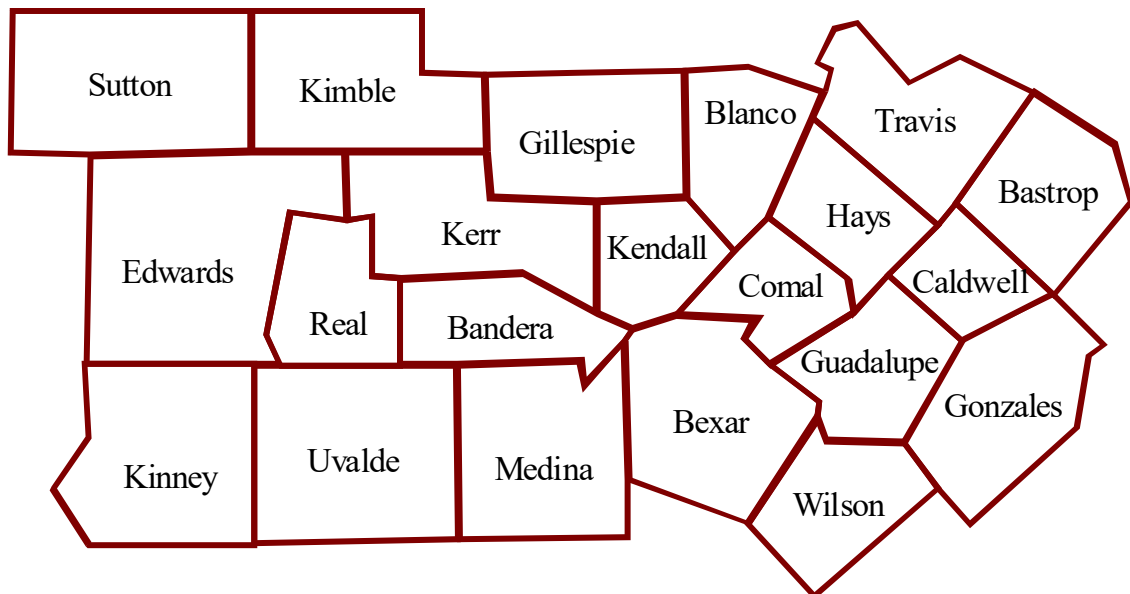 Sutton
Kimble
Gillespie
Blanco
Travis
Bastrop
Edwards
Kerr
Kendall
Hays
Real
Bandera
Comal
Caldwell
Guadalupe
Gonzales
Bexar
Kinney
Uvalde
Medina
Wilson